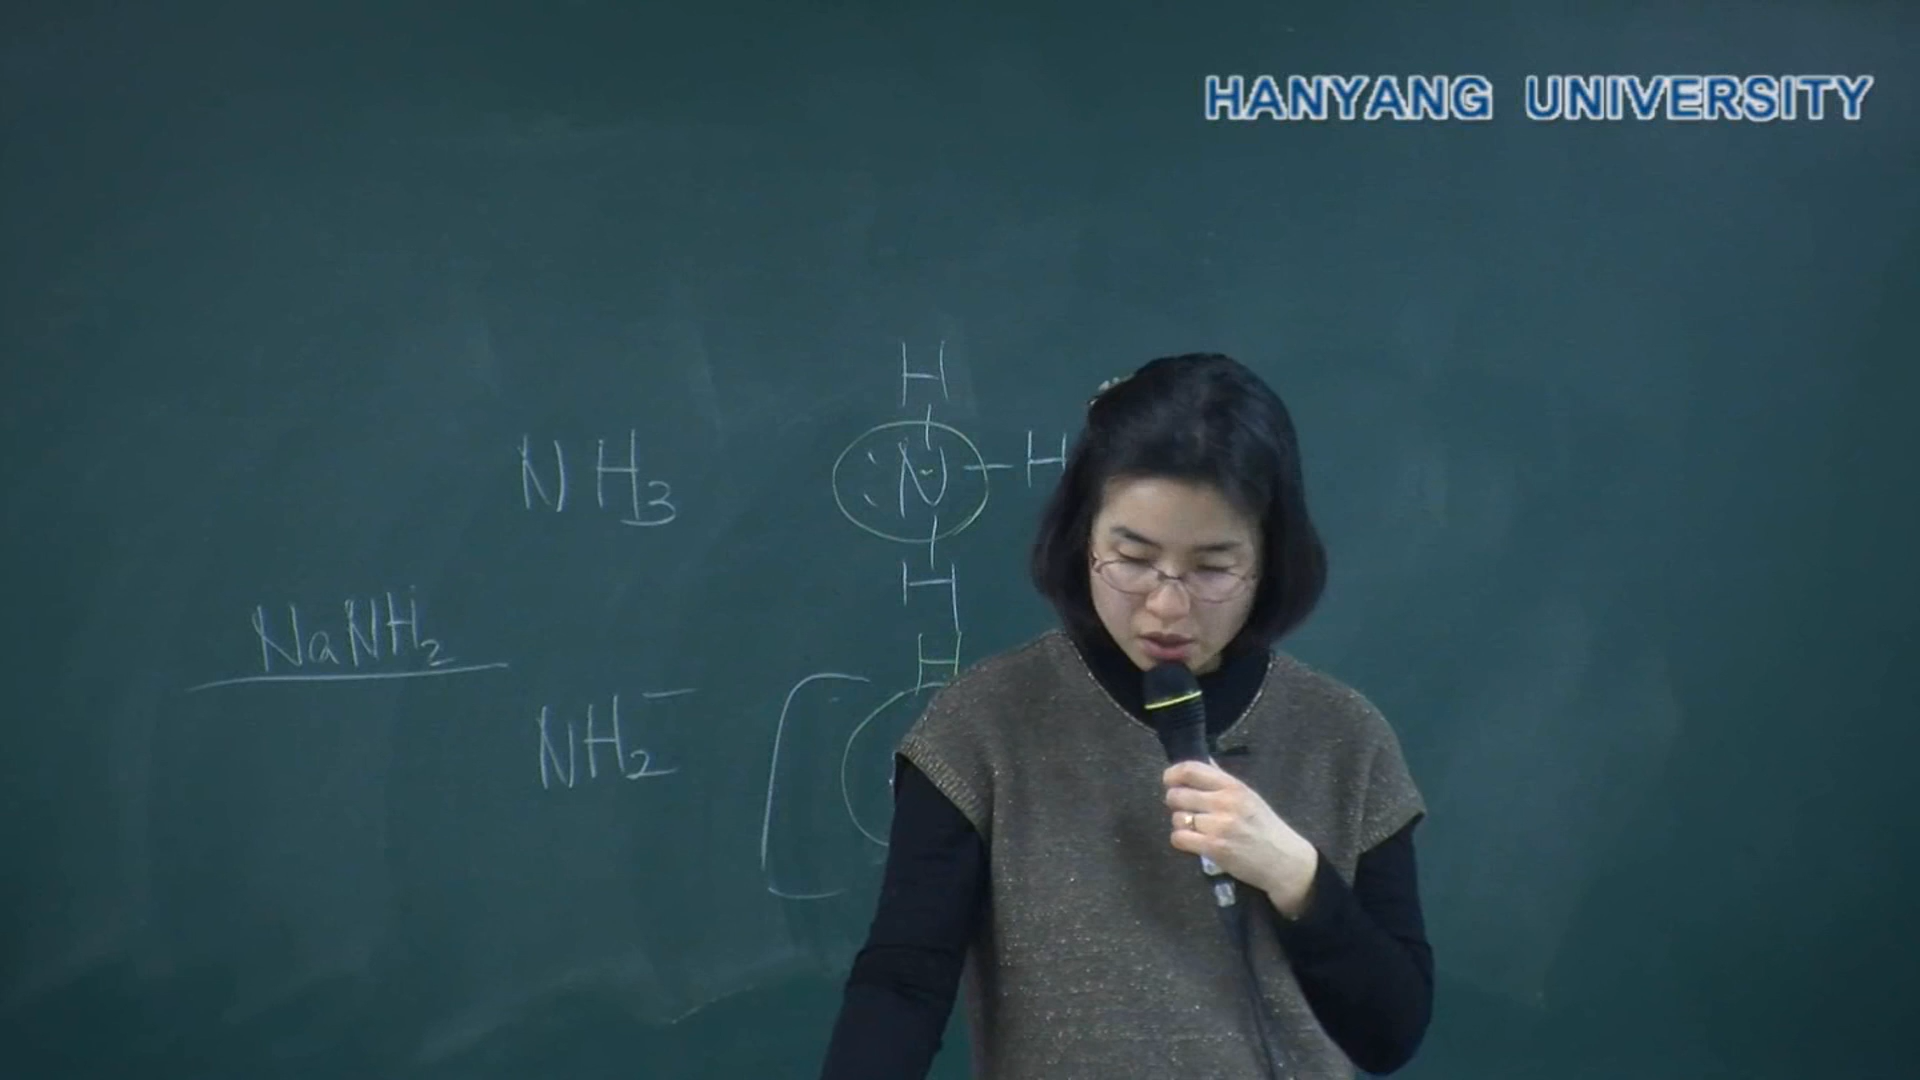 HANYANG UNIVERSITY
H
NH₃ :N-H
H
NaNH₂
H
NH₂⁻